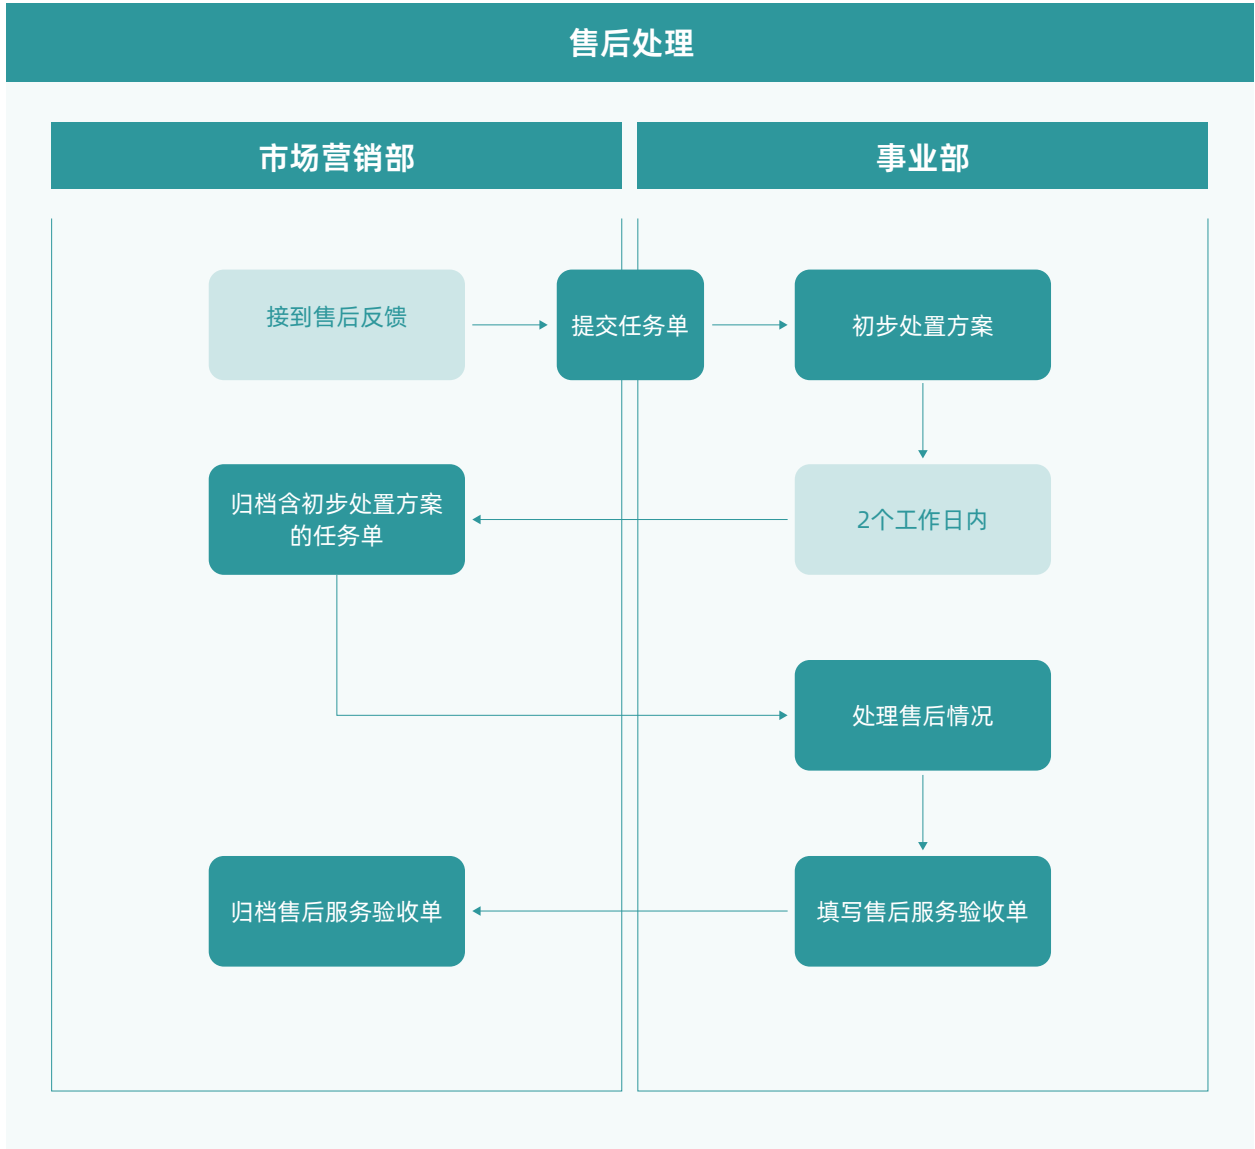 售后处理
市场营销部
事业部
接到售后反馈
提交任务单
初步处置方案
归档含初步处置方案
的任务单
2个工作日内
处理售后情况
归档售后服务验收单
填写售后服务验收单